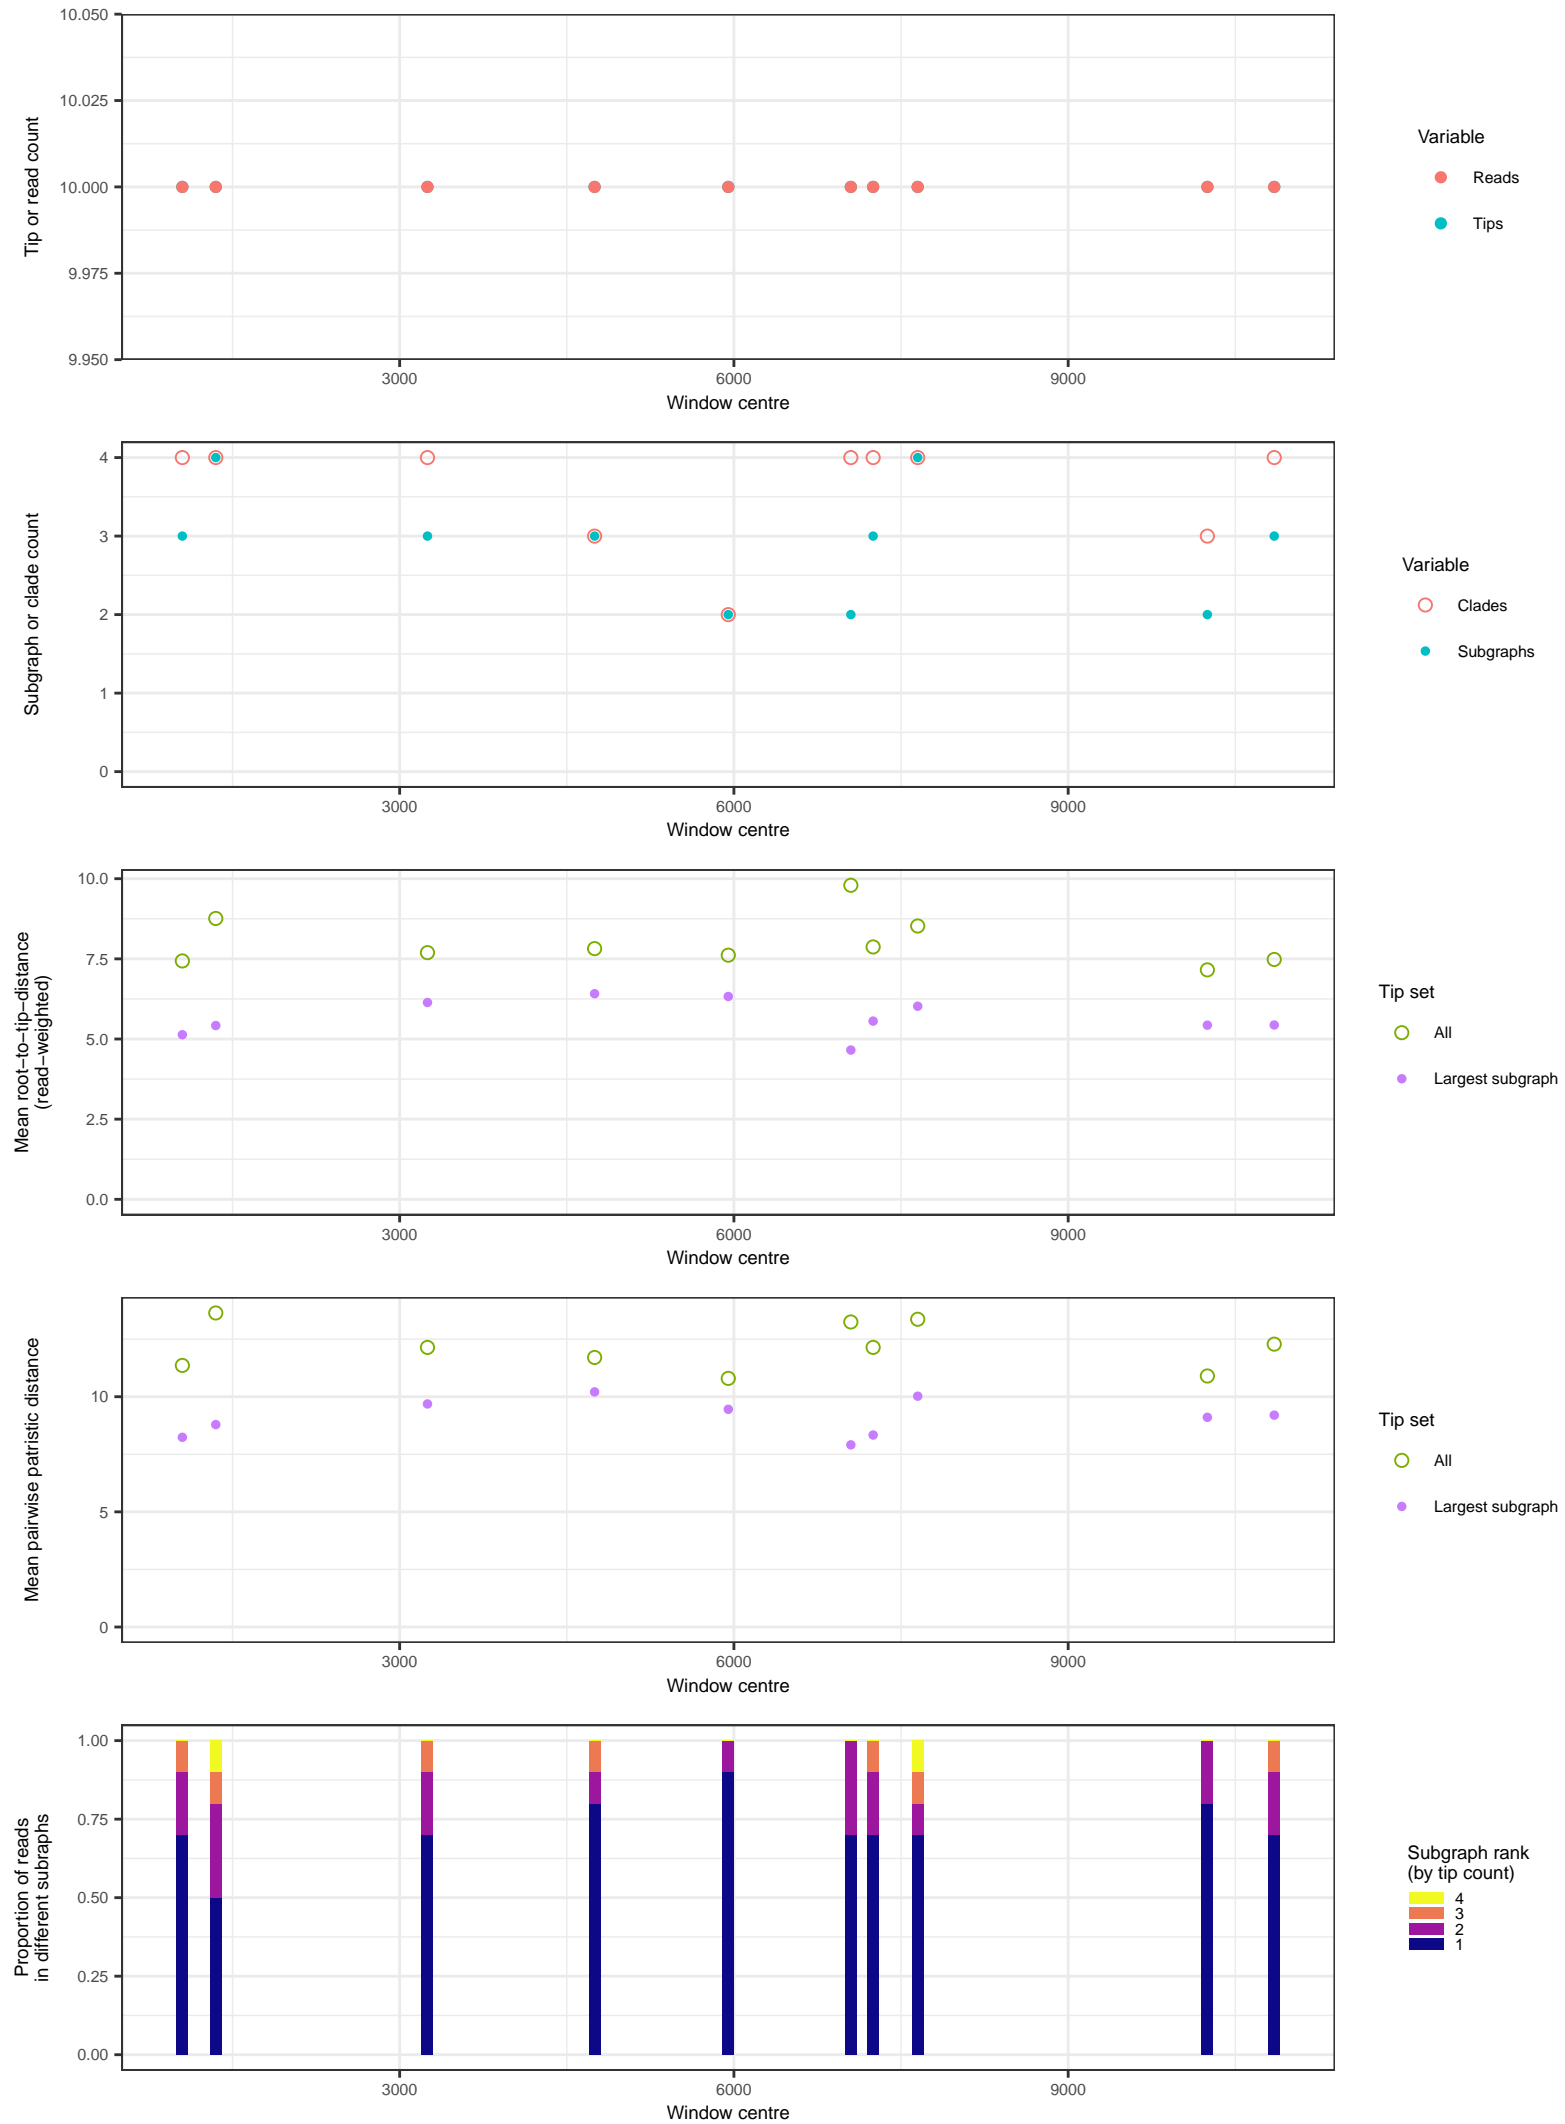 10.050
10.025
10.000
9.975
9.950
Tip or read count
3000 6000 9000
Window centre
Variable
Reads
Tips
4
3
2
1
0
Subgraph or clade count
3000 6000 9000
Window centre
Variable
Clades
Subgraphs
10.0
7.5
5.0
2.5
0.0
Mean root−to−tip−distance
(read−weighted)
3000 6000 9000
Window centre
Tip set
All
Largest subgraph
10
5
0
Mean pairwise patristic distance
3000 6000 9000
Window centre
Tip set
All
Largest subgraph
1.00
0.75
0.50
0.25
0.00
Proportion of reads
in different subraphs
3000 6000 9000
Window centre
Subgraph rank
(by tip count)
4
3
2
1